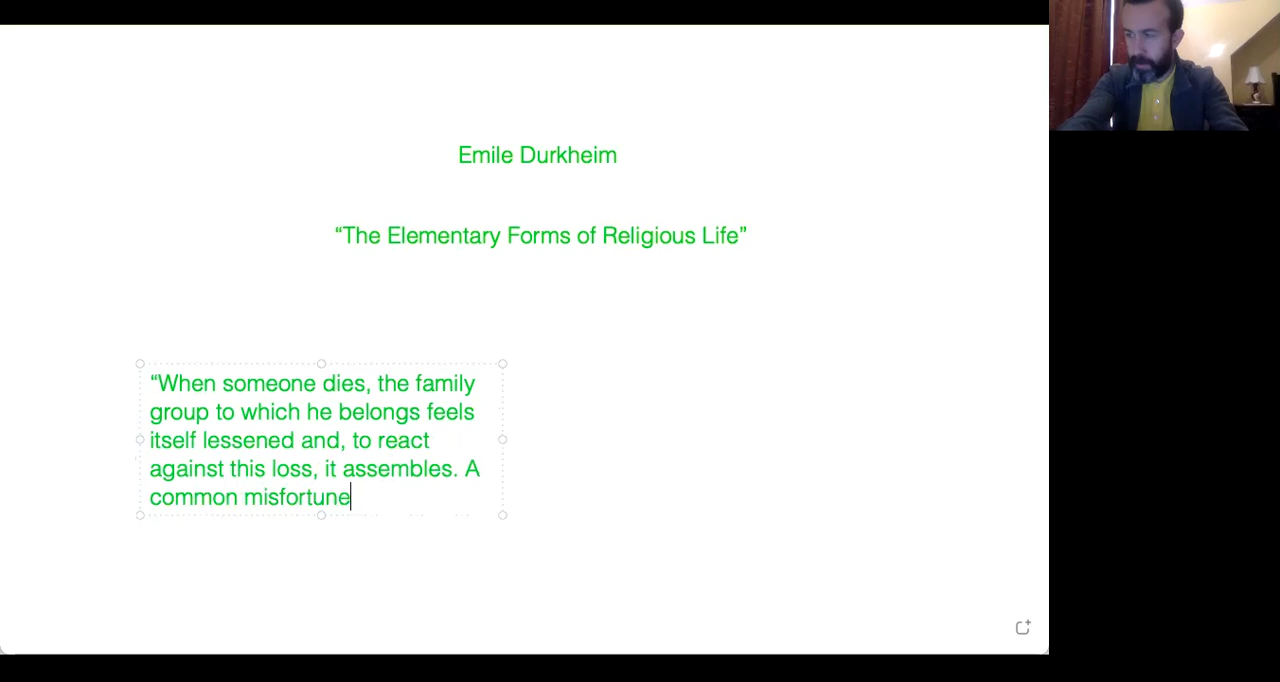 Emile Durkheim
“The Elementary Forms of Religious Life”
“When someone dies, the family
group to which he belongs feels
itself lessened and, to react
against this loss, it assembles. A
common misfortune